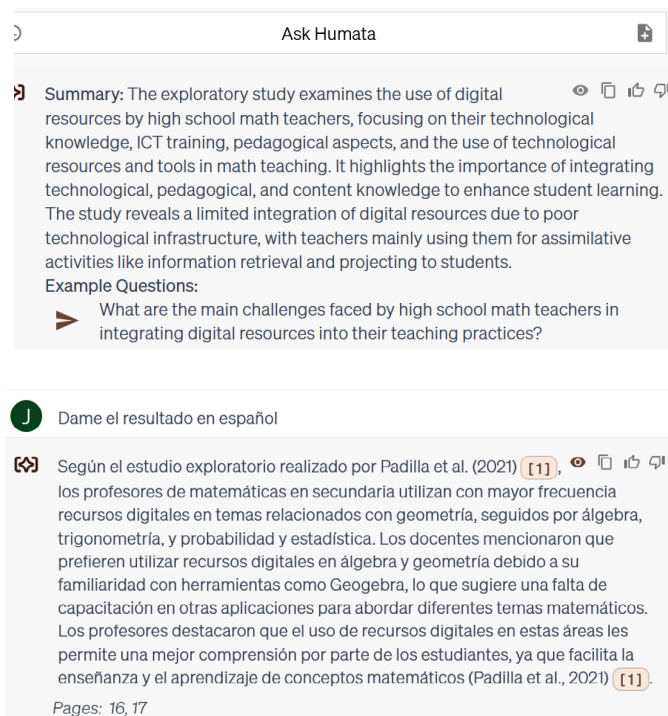 Ask Humata
Summary: The exploratory study examines the use of digital
resources by high school math teachers, focusing on their technological
knowledge, ICT training, pedagogical aspects, and the use of technological
resources and tools in math teaching. It highlights the importance of integrating
technological, pedagogical, and content knowledge to enhance student learning.
The study reveals a limited integration of digital resources due to poor
technological infrastructure, with teachers mainly using them for assimilative
activities like information retrieval and projecting to students.
Example Questions:
What are the main challenges faced by high school math teachers in
integrating digital resources into their teaching practices?
J
Dame el resultado en español
Según el estudio exploratorio realizado por Padilla et al. (2021) [1],
los profesores de matemáticas en secundaria utilizan con mayor frecuencia
recursos digitales en temas relacionados con geometría, seguidos por álgebra,
trigonometría, y probabilidad y estadística. Los docentes mencionaron que
prefieren utilizar recursos digitales en álgebra y geometría debido a su
familiaridad con herramientas como Geogebra, lo que sugiere una falta de
capacitación en otras aplicaciones para abordar diferentes temas matemáticos.
Los profesores destacaron que el uso de recursos digitales en estas áreas les
permite una mejor comprensión por parte de los estudiantes, ya que facilita la
enseñanza y el aprendizaje de conceptos matemáticos (Padilla et al., 2021) [1].
Pages: 16, 17